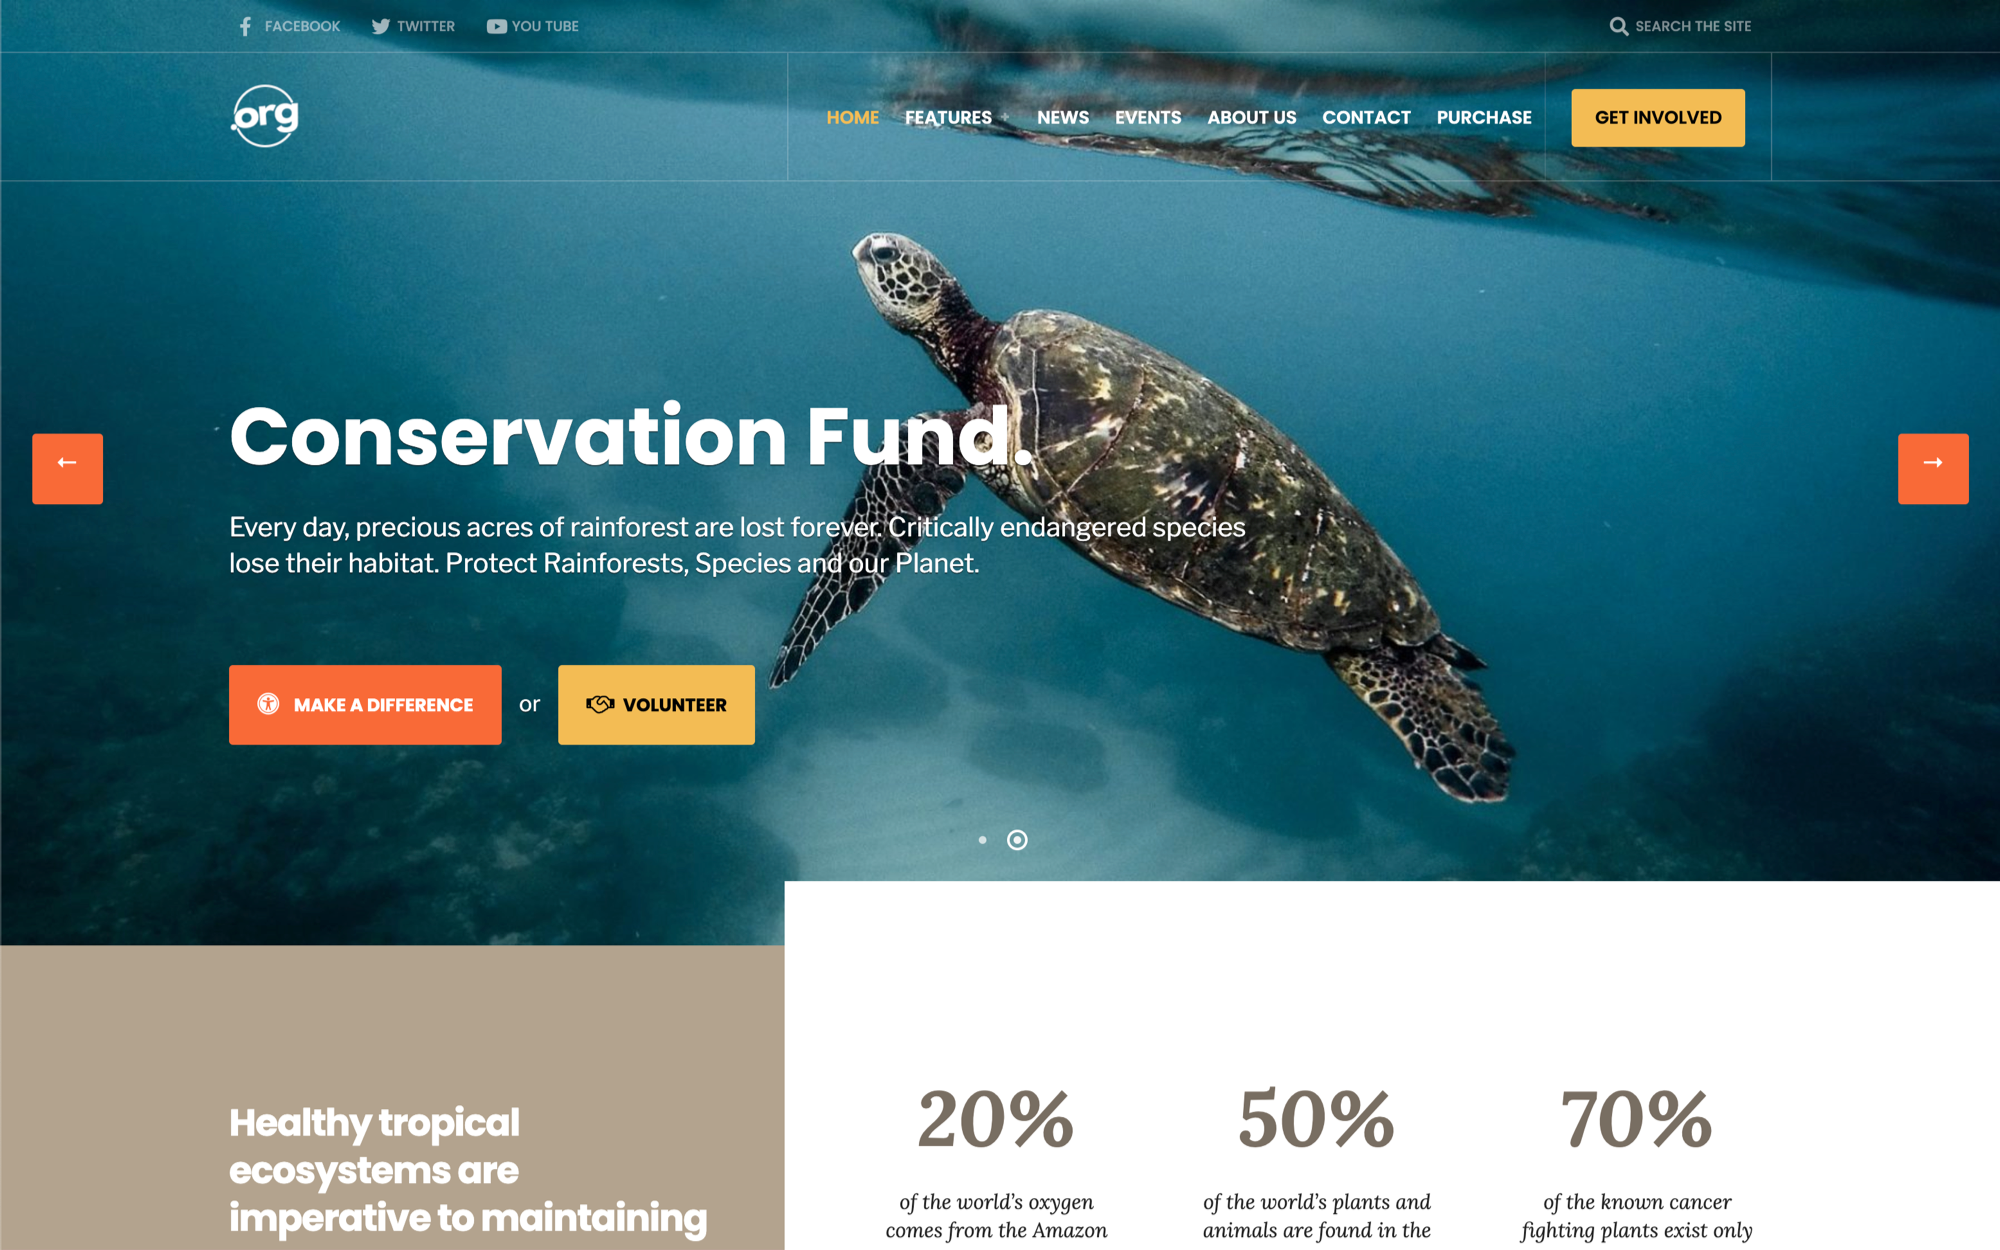 FACEBOOK TWITTER YOU TUBE SEARCH THE SITE
.org HOME FEATURES + NEWS EVENTS ABOUT US CONTACT PURCHASE GET INVOLVED
Conservation Fund.
Every day, precious acres of rainforest are lost forever. Critically endangered species
lose their habitat. Protect Rainforests, Species and our Planet.
MAKE A DIFFERENCE or VOLUNTEER
Healthy tropical
ecosystems are
imperative to maintaining
20%
of the world’s oxygen
comes from the Amazon
50%
of the world’s plants and
animals are found in the
70%
of the known cancer
fighting plants exist only